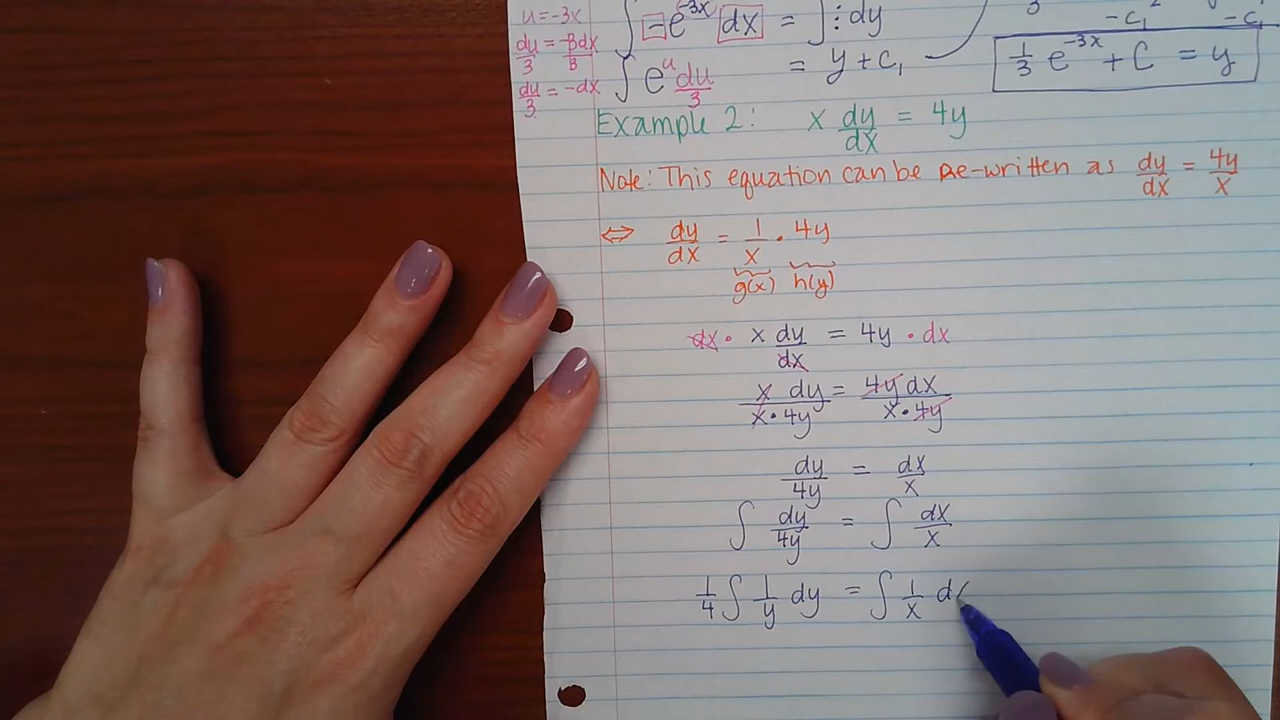 u = -3x
du/3 = -3dx/3
du/3 = -dx
∫ -e^-3x dx = ∫ dy
∫ e^u du/3 = y + c₁
-c₁ -c₁
1/3 e^-3x + C = y
Example 2: x dy/dx = 4y
Note: This equation can be re-written as dy/dx = 4y/x
⇔ dy/dx = 1/x · 4y
g(x) h(y)
dx · x dy/dx = 4y · dx
x dy/x · 4y = 4y dx/x · 4y
dy/4y = dx/x
∫ dy/4y = ∫ dx/x
1/4 ∫ 1/y dy = ∫ 1/x d